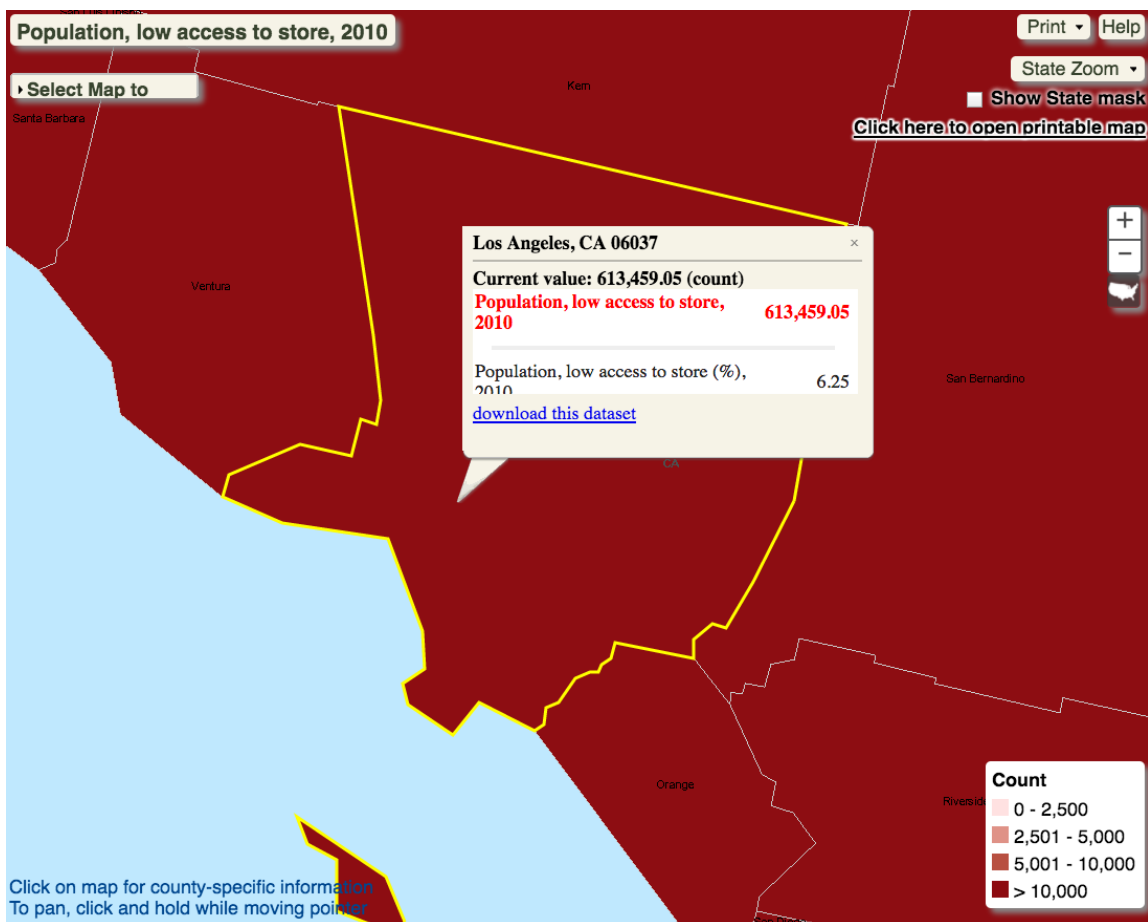 Population, low access to store, 2010
Print
Help
Select Map to
State Zoom
Show State mask
Click here to open printable map
Kern
Santa Barbara
Ventura
San Bernardino
+
−
Los Angeles, CA 06037
×
Current value: 613,459.05 (count)
Population, low access to store,
2010
613,459.05
Population, low access to store (%),
2010
6.25
download this dataset
CA
Orange
Riverside
Count
0 - 2,500
2,501 - 5,000
5,001 - 10,000
> 10,000
Click on map for county-specific information
To pan, click and hold while moving pointer